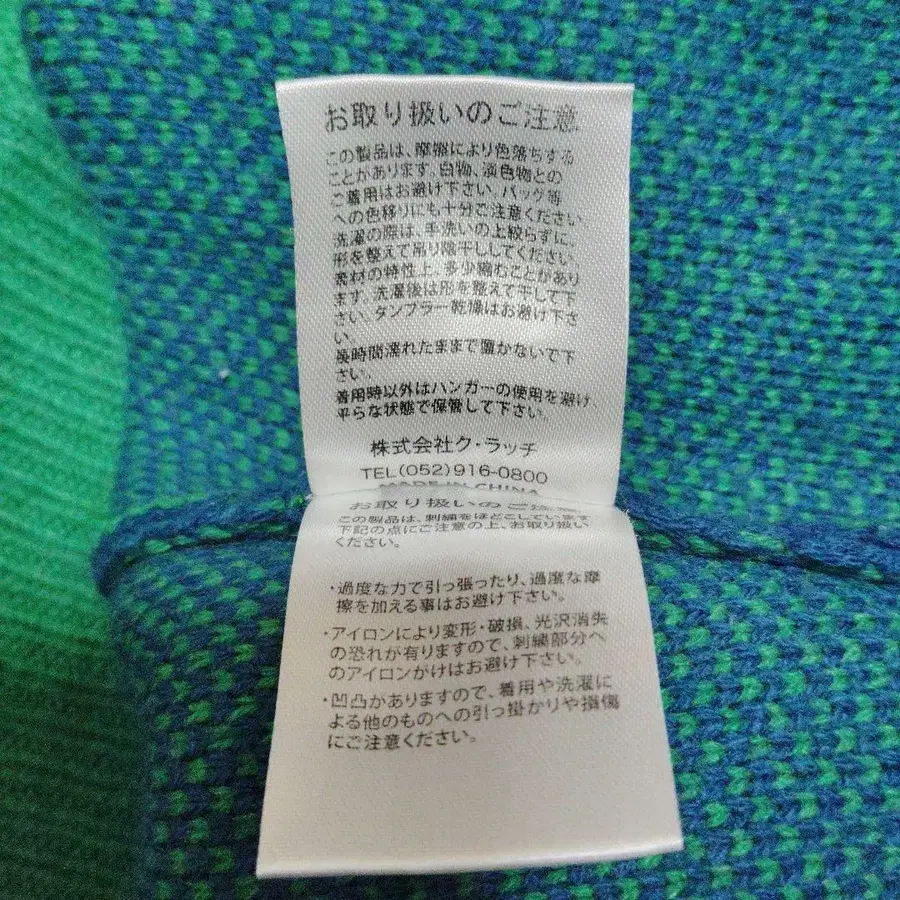 お取り扱いのご注意
この製品は、摩擦により色落ちする
ことがあります。白物、淡色物との
ご着用はお避け下さい。バッグ等
への色移りにも十分ご注意ください
洗濯の際は、手洗いの上絞らずに、
形を整えて吊り陰干ししてください。
素材の特性上、多少縮むことがあり
ます。洗濯後は形を整えて干して下
さい。タンブラー乾燥はお避け下さ
い
長時間濡れたままで置かないで下
さい。
着用時以外はハンガーの使用を避け、
平らな状態で保管して下さい。
株式会社ク・ラッチ
TEL(052)916-0800
MADE IN CHINA
お取り扱いのご注意
この製品は、刺繍をほどこしています
下記の点にご注意の上、お取り扱い
ください。
・過度な力で引っ張ったり、過度な摩
擦を加える事はお避け下さい。
・アイロンにより変形・破損、光沢消失
の恐れが有りますので、刺繍部分へ
のアイロンがけはお避け下さい。
・凹凸がありますので、着用や洗濯に
よる他のものへの引っ掛かりや損傷
にご注意ください。